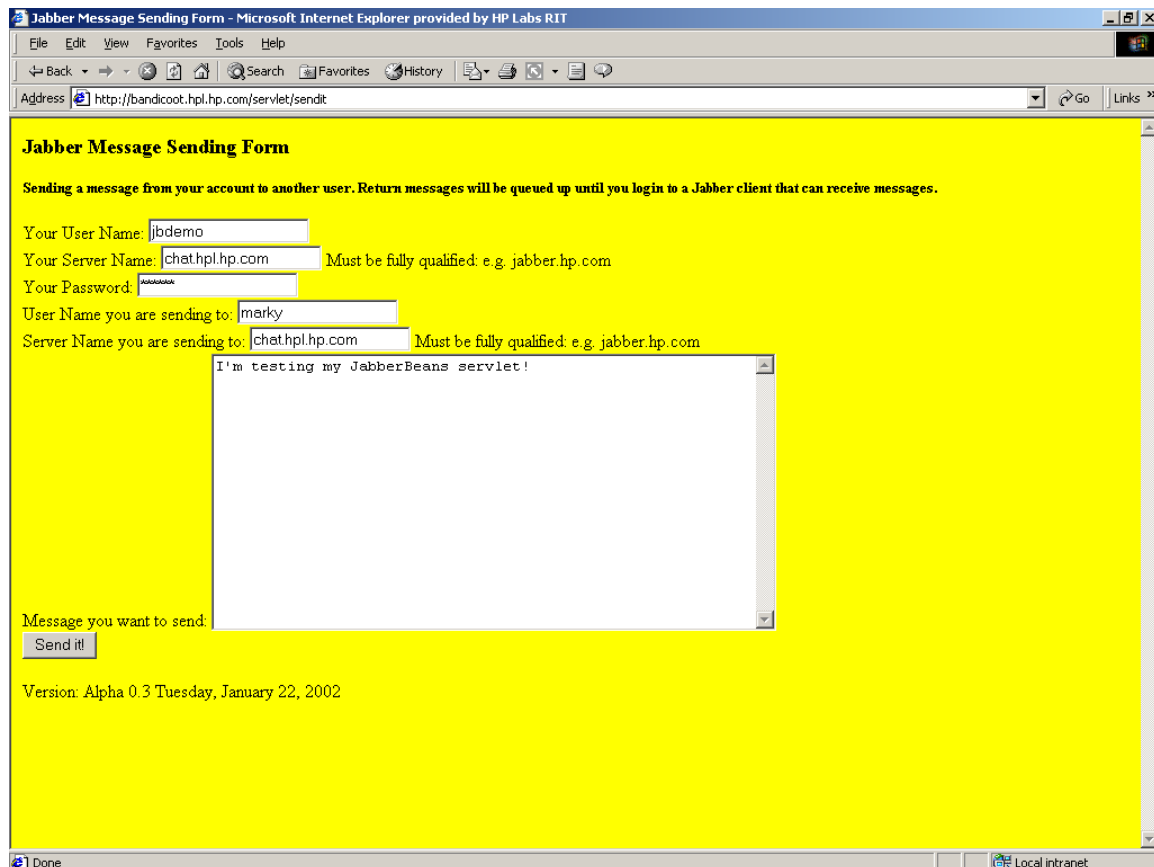 Jabber Message Sending Form - Microsoft Internet Explorer provided by HP Labs RIT
File Edit View Favorites Tools Help
Back Search Favorites History
Address http://bandicoot.hpl.hp.com/servlet/sendit Go Links »
Jabber Message Sending Form
Sending a message from your account to another user. Return messages will be queued up until you login to a Jabber client that can receive messages.
Your User Name: jbdemo
Your Server Name: chat.hpl.hp.com Must be fully qualified: e.g. jabber.hp.com
Your Password: ******
User Name you are sending to: marky
Server Name you are sending to: chat.hpl.hp.com Must be fully qualified: e.g. jabber.hp.com
I'm testing my JabberBeans servlet!
Message you want to send:
Send it!
Version: Alpha 0.3 Tuesday, January 22, 2002
Done Local intranet